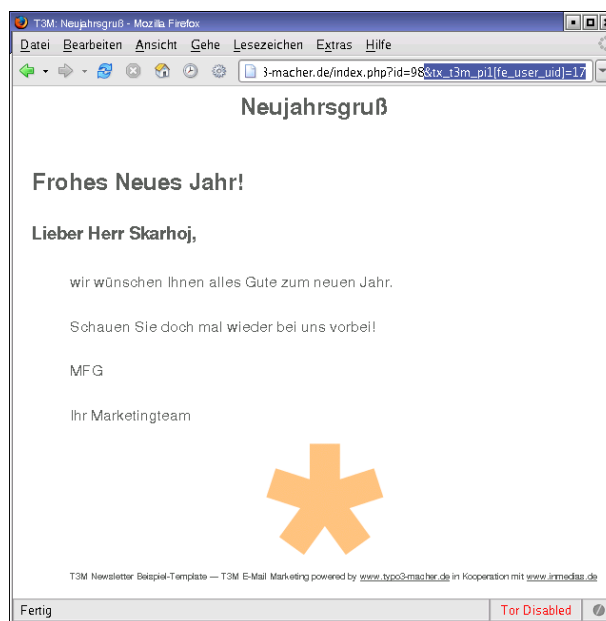 T3M: Neujahrsgruß - Mozilla Firefox
Datei Bearbeiten Ansicht Gehe Lesezeichen Extras Hilfe
3-macher.de/index.php?id=98&tx_t3m_pi1[fe_user_uid]=17
Neujahrsgruß
Frohes Neues Jahr!
Lieber Herr Skarhoj,
wir wünschen Ihnen alles Gute zum neuen Jahr.
Schauen Sie doch mal wieder bei uns vorbei!
MFG
Ihr Marketingteam
T3M Newsletter Beispiel-Template — T3M E-Mail Marketing powered by www.typo3-macher.de in Kooperation mit www.inmedias.de
Fertig Tor Disabled